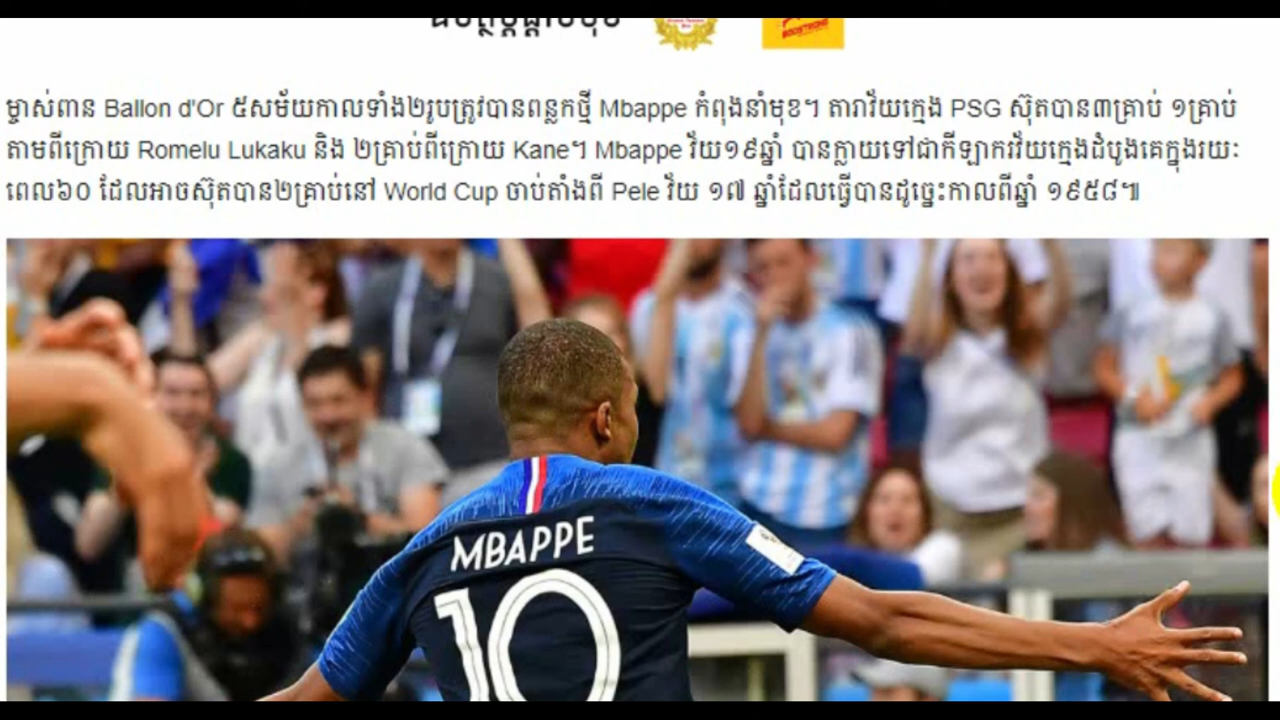 ម្ចាស់ពាន Ballon d'Or ៥សម័យកាលទាំង២រូបត្រូវបានពន្លកថ្មី Mbappe កំពុងនាំមុខ។ តារាវ័យក្មេង PSG ស៊ុតបាន៣គ្រាប់ ១គ្រាប់
តាមពីក្រោយ Romelu Lukaku និង ២គ្រាប់ពីក្រោយ Kane។ Mbappe វ័យ១៩ឆ្នាំ បានក្លាយទៅជាកីឡាករវ័យក្មេងដំបូងគេក្នុងរយៈ
ពេល៦០ ដែលអាចស៊ុតបាន២គ្រាប់នៅ World Cup ចាប់តាំងពី Pele វ័យ ១៧ ឆ្នាំដែលធ្វើបានដូច្នេះកាលពីឆ្នាំ ១៩៥៨៕
MBAPPE
10